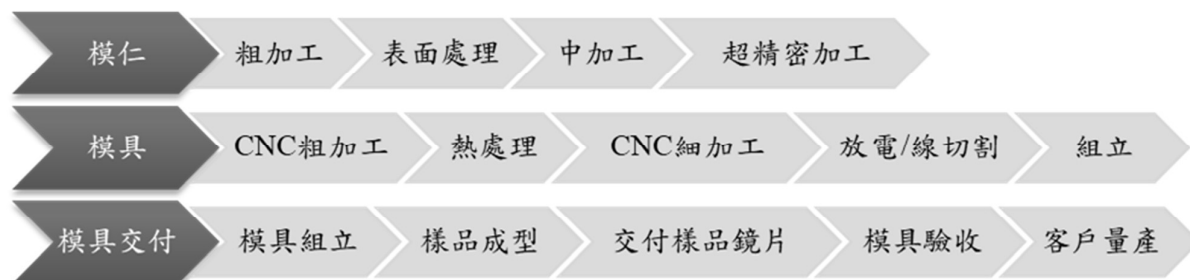 模仁 粗加工 表面處理 中加工 超精密加工
模具 CNC粗加工 熱處理 CNC細加工 放電/線切割 組立
模具交付 模具組立 樣品成型 交付樣品鏡片 模具驗收 客戶量產